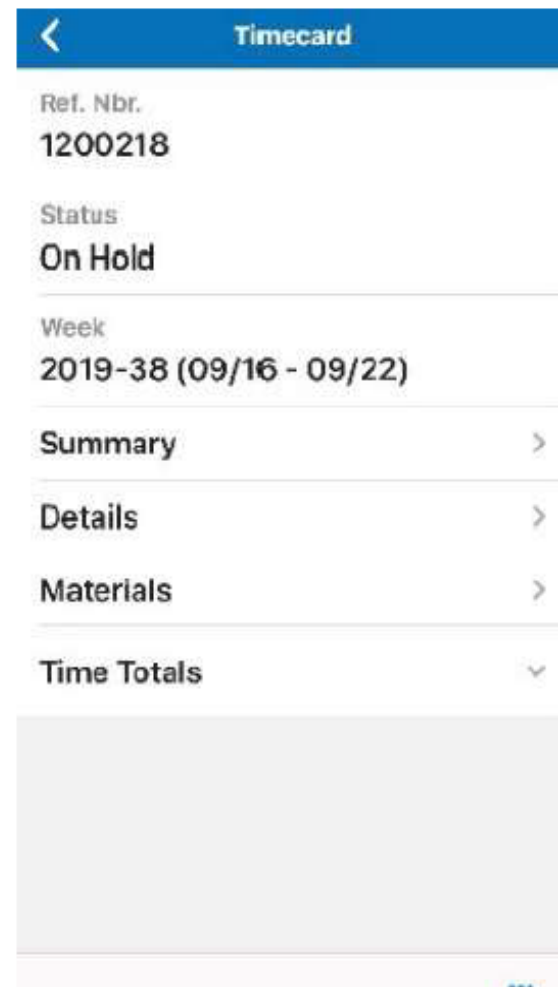 Timecard
Ref. Nbr.
1200218
Status
On Hold
Week
2019-38 (09/16 - 09/22)
Summary
Details
Materials
Time Totals